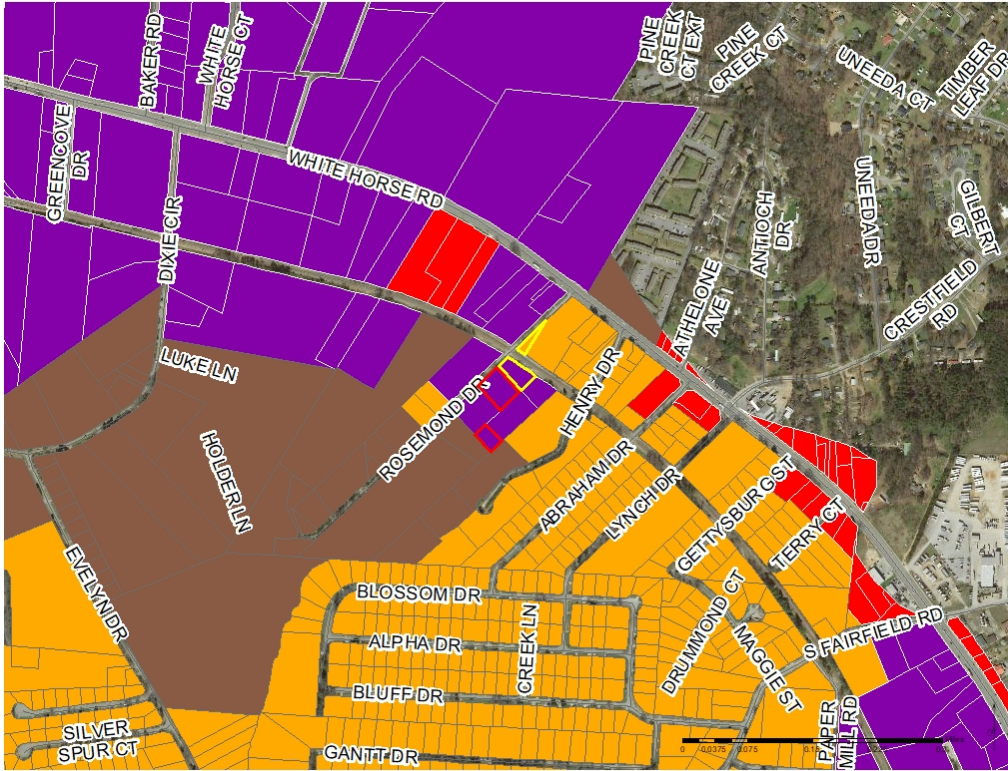 BAKER RD
WHITE
HORSE CT
PINE
CREEK
CT EXT
PINE
CREEK CT
UNEEDA CT
TIMBER
LEAF DR
GREENCOVE
DR
DIXIE CIR
WHITE HORSE RD
ANTIOCH
DR
UNEEDA DR
GILBERT
CT
CRESTFIELD
RD
ATHELONE
AVE
LUKE LN
HENRY DR
ROSEMOND DR
HOLDER LN
ABRAHAM DR
LYNCH DR
GETTYSBURG ST
TERRY CT
EVELYN DR
BLOSSOM DR
ALPHA DR
CREEK LN
BLUFF DR
DRUMMOND CT
MAGGIE ST
S FAIRFIELD RD
SILVER
SPUR CT
GANTT DR
PAPER
MILL RD
0 0.0375 0.075